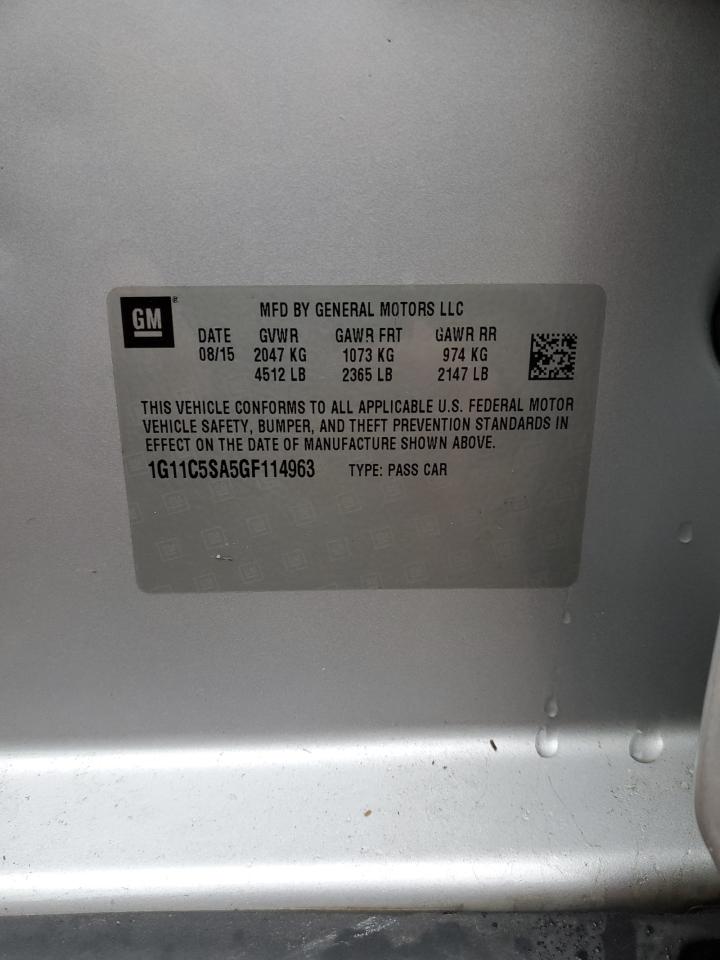 GM®
MFD BY GENERAL MOTORS LLC
DATE GVWR GAWR FRT GAWR RR
08/15 2047 KG 1073 KG 974 KG
4512 LB 2365 LB 2147 LB
THIS VEHICLE CONFORMS TO ALL APPLICABLE U.S. FEDERAL MOTOR
VEHICLE SAFETY, BUMPER, AND THEFT PREVENTION STANDARDS IN
EFFECT ON THE DATE OF MANUFACTURE SHOWN ABOVE.
1G11C5SA5GF114963 TYPE: PASS CAR